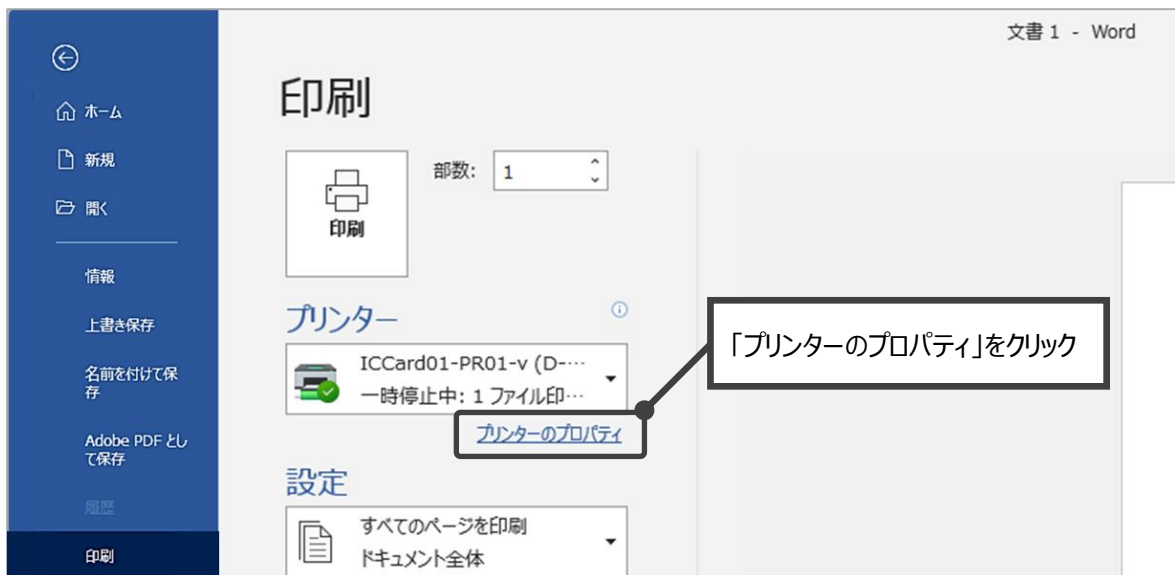 文書 1 - Word
ホーム
新規
開く
情報
上書き保存
名前を付けて保
存
Adobe PDF とし
て保存
履歴
印刷
印刷
部数: 1
印刷
プリンター
ICCard01-PR01-v (D-…
一時停止中: 1 ファイル印…
プリンターのプロパティ
「プリンターのプロパティ」をクリック
設定
すべてのページを印刷
ドキュメント全体